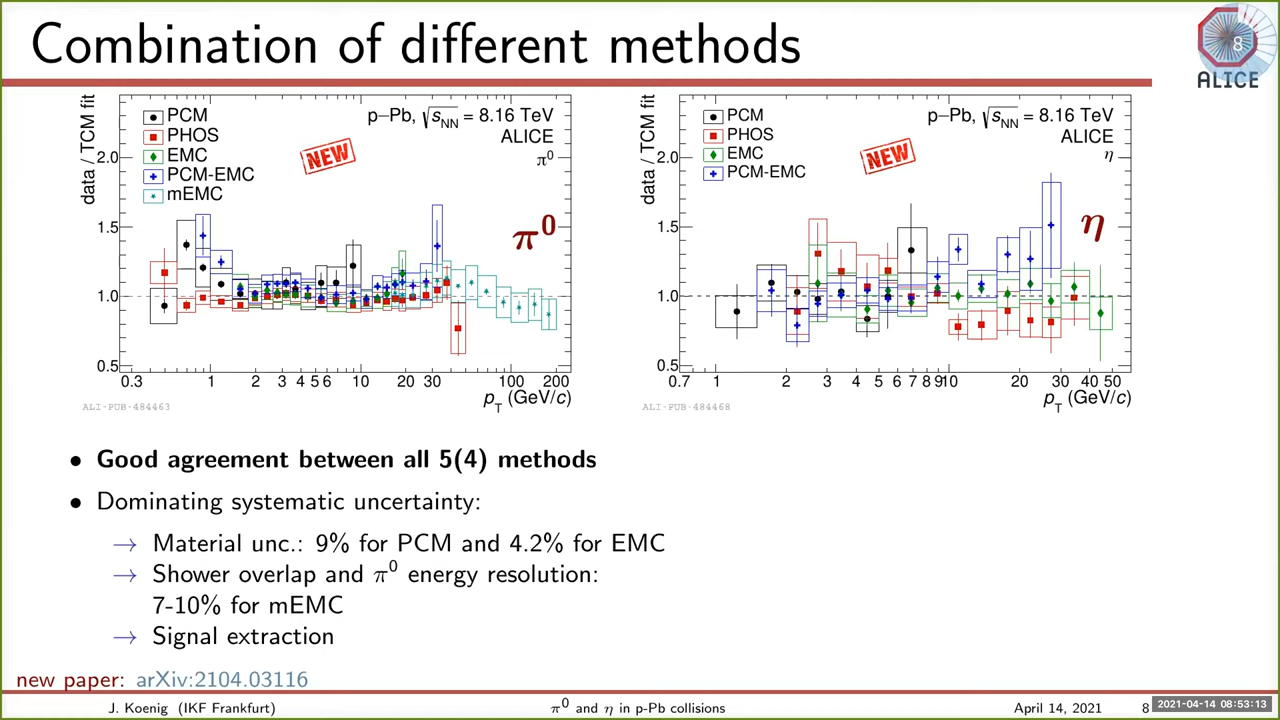 Combination of different methods
8
ALICE
data / TCM fit
PCM
PHOS
EMC
PCM-EMC
mEMC
NEW
p–Pb, √sNN = 8.16 TeV
ALICE
π0
π0
2.0
1.5
1.0
0.5
0.3 1 2 3 4 5 6 10 20 30 100 200
pT (GeV/c)
ALI-PUB-484463
data / TCM fit
PCM
PHOS
EMC
PCM-EMC
NEW
p–Pb, √sNN = 8.16 TeV
ALICE
η
η
2.0
1.5
1.0
0.5
0.7 1 2 3 4 5 6 7 8 910 20 30 40 50
pT (GeV/c)
ALI-PUB-484468
• Good agreement between all 5(4) methods
• Dominating systematic uncertainty:
→ Material unc.: 9% for PCM and 4.2% for EMC
→ Shower overlap and π0 energy resolution:
7-10% for mEMC
→ Signal extraction
new paper: arXiv:2104.03116
J. Koenig (IKF Frankfurt) π0 and η in p-Pb collisions April 14, 2021 8
2021-04-14 08:53:13